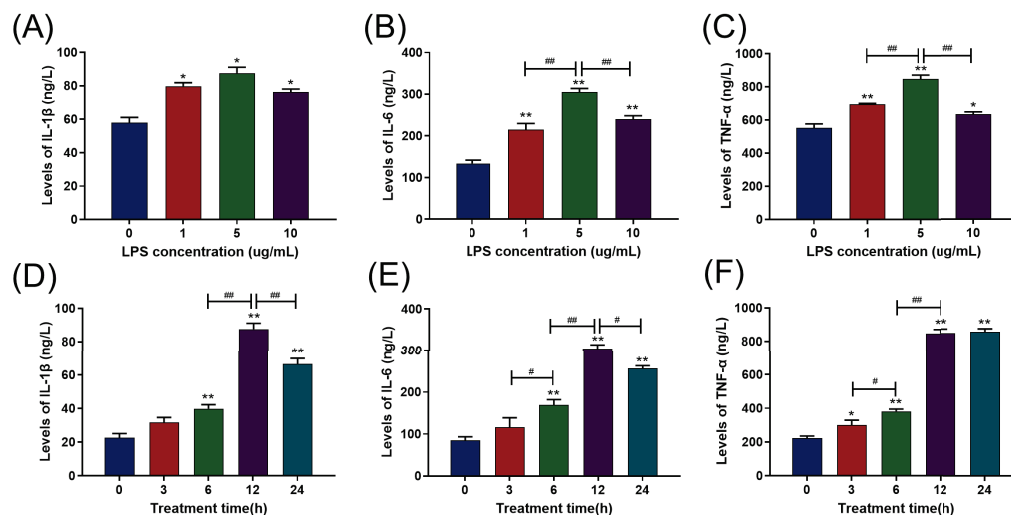 (A)
Levels of IL-1β (ng/L)
100
80
60
40
20
0
* * *
0 1 5 10
LPS concentration (ug/mL)
(B)
Levels of IL-6 (ng/L)
400
300
200
100
0
## ##
** ** **
0 1 5 10
LPS concentration (ug/mL)
(C)
Levels of TNF-α (ng/L)
1000
800
600
400
200
0
## ##
** ** *
0 1 5 10
LPS concentration (ug/mL)
(D)
Levels of IL-1β (ng/L)
100
80
60
40
20
0
## ##
** ** **
0 3 6 12 24
Treatment time(h)
(E)
Levels of IL-6 (ng/L)
400
300
200
100
0
# ## #
** ** **
0 3 6 12 24
Treatment time(h)
(F)
Levels of TNF-α (ng/L)
1000
800
600
400
200
0
# ##
* ** ** **
0 3 6 12 24
Treatment time(h)